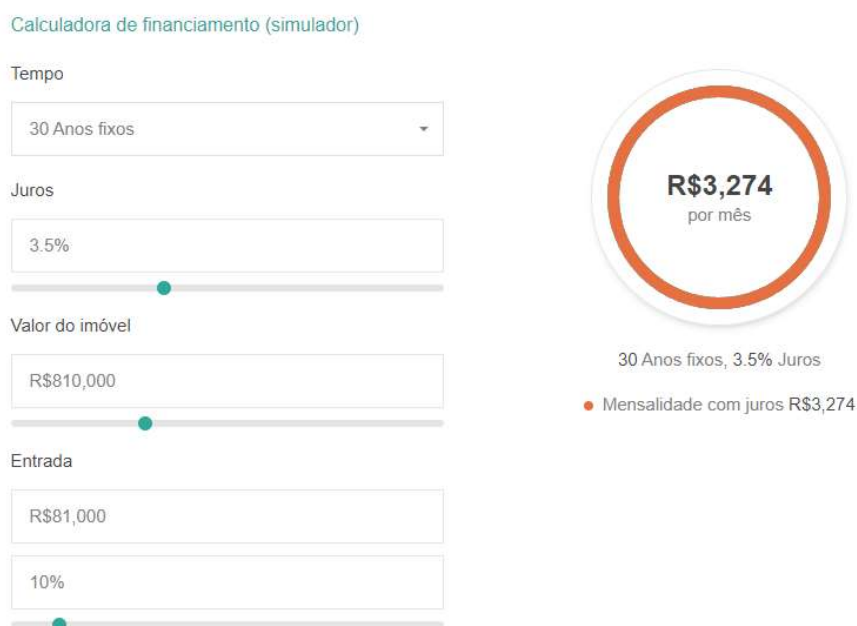 Calculadora de financiamento (simulador)
Tempo
30 Anos fixos
Juros
3.5%
Valor do imóvel
R$810,000
Entrada
R$81,000
10%
R$3,274
por mês
30 Anos fixos, 3.5% Juros
Mensalidade com juros R$3,274